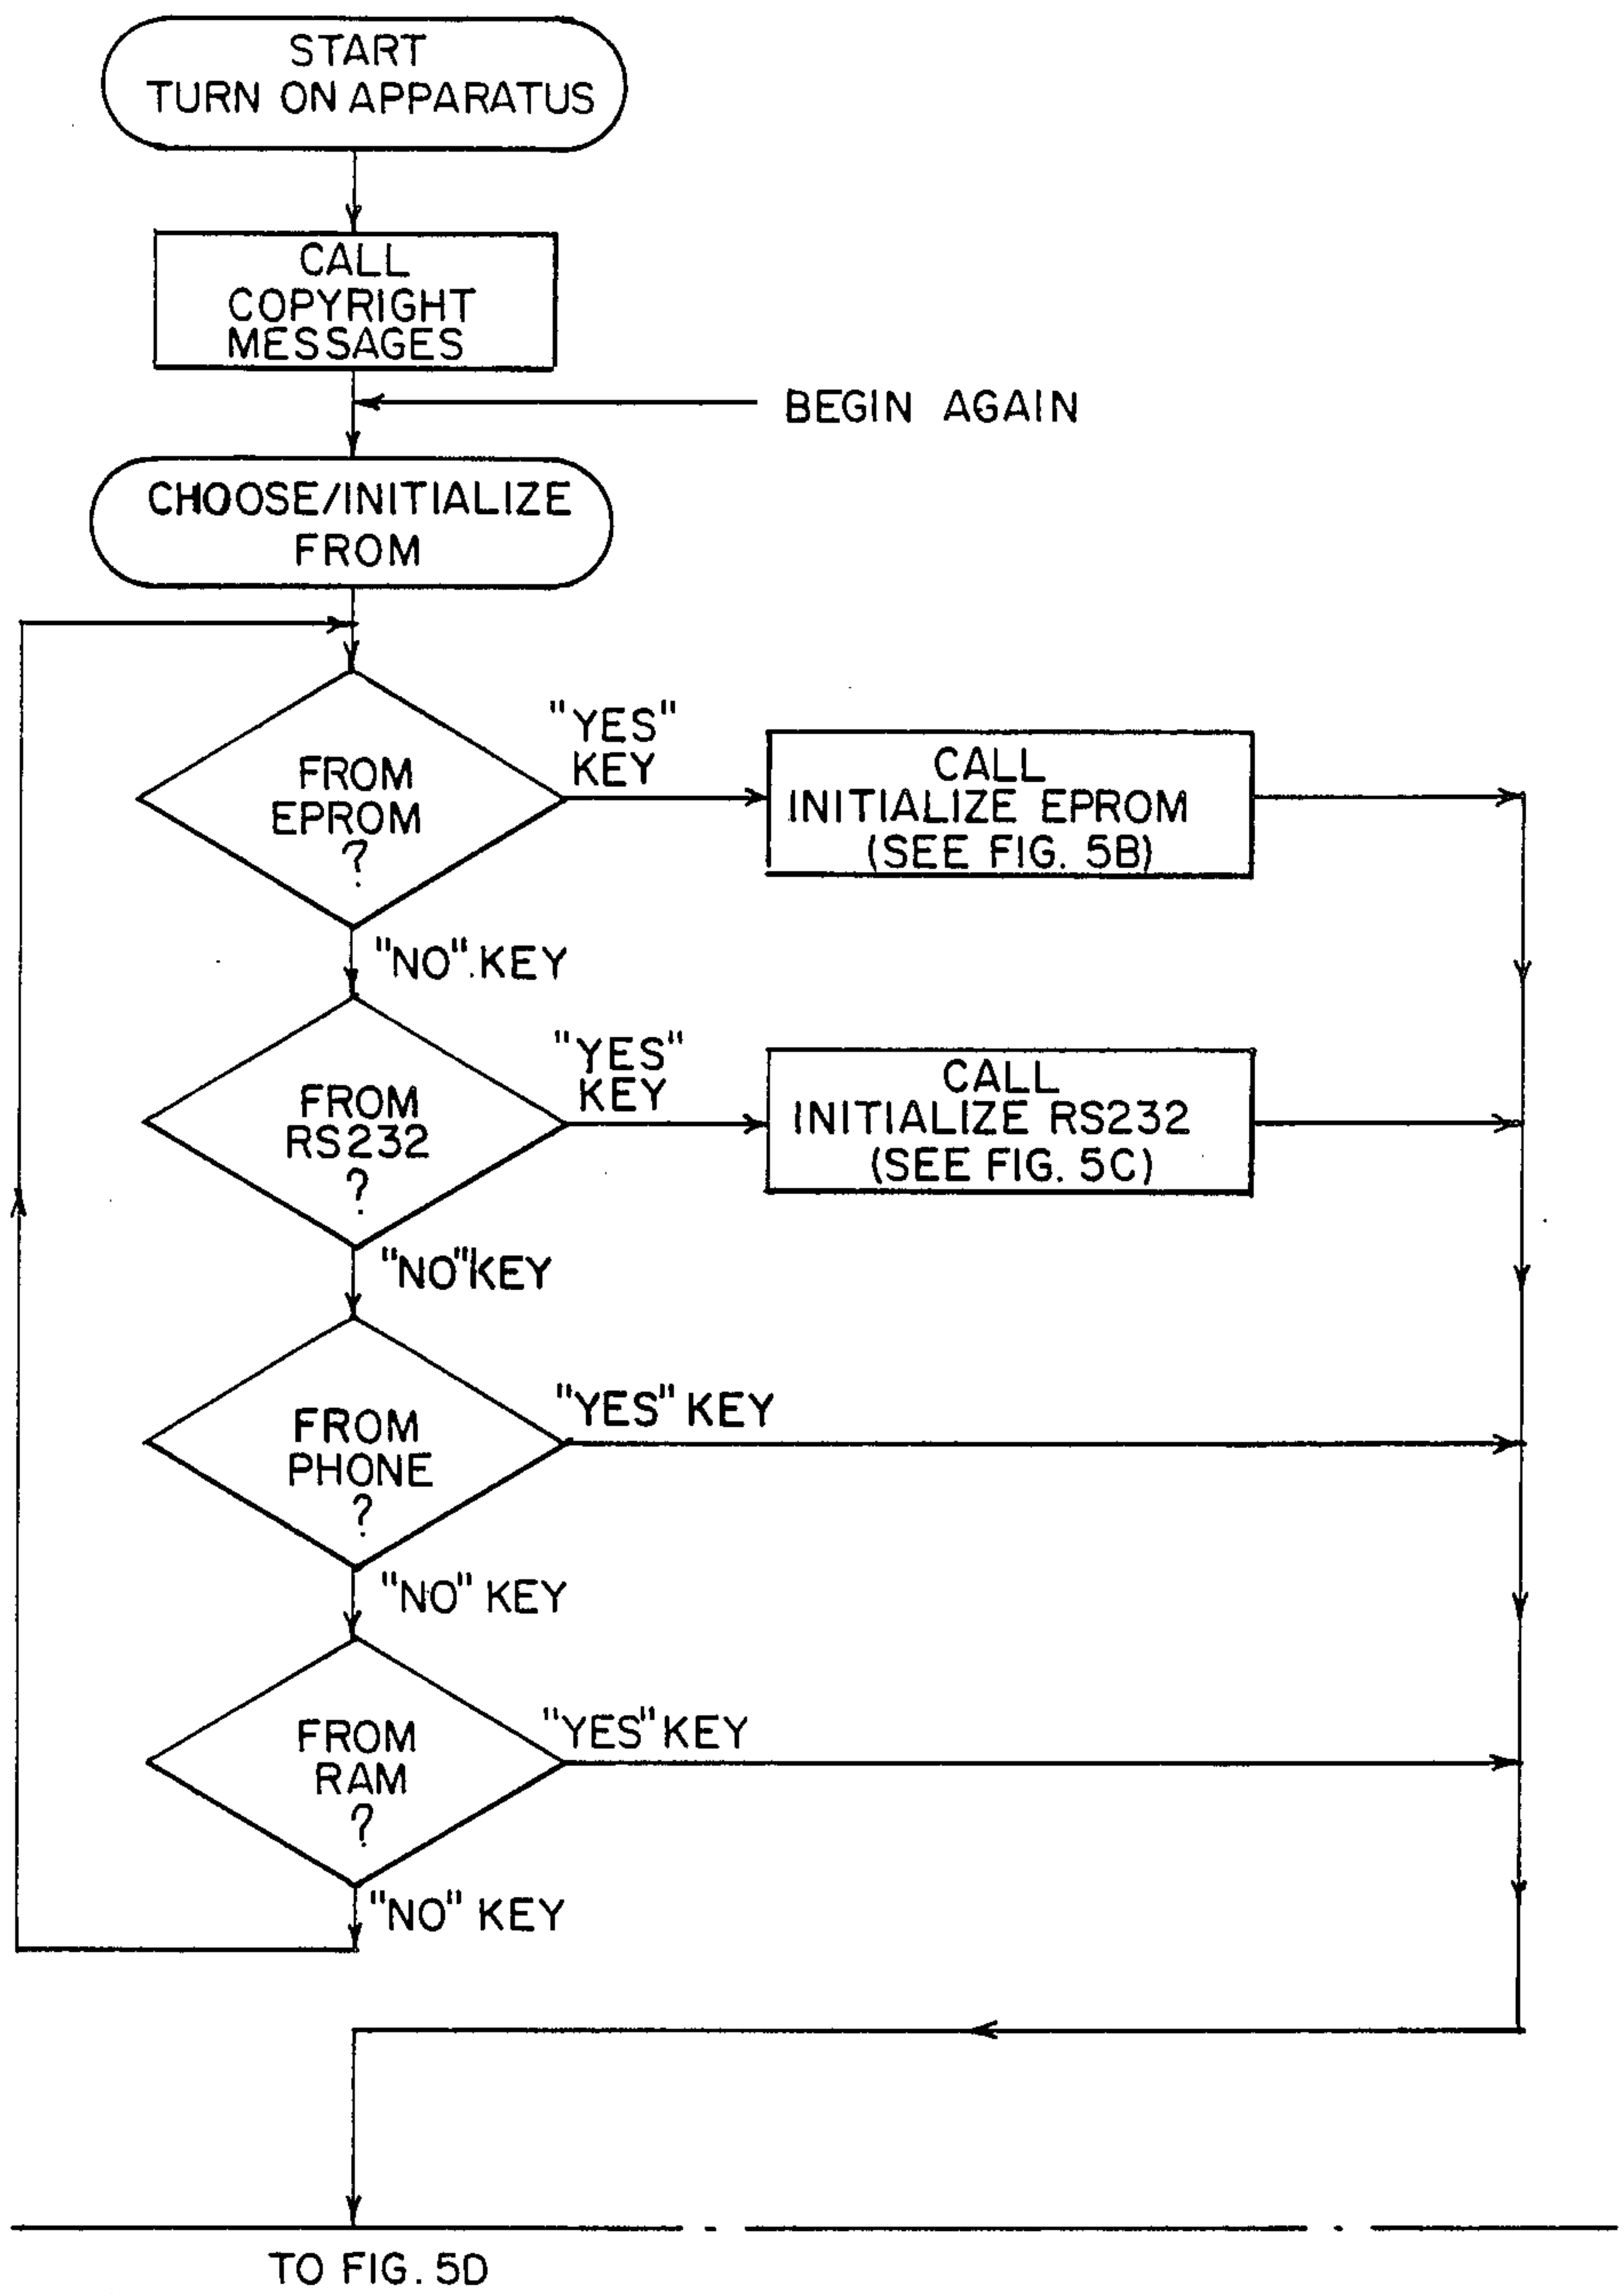 START
TURN ON APPARATUS
CALL
COPYRIGHT
MESSAGES
BEGIN AGAIN
CHOOSE/INITIALIZE
FROM
FROM
EPROM
?
"YES"
KEY
CALL
INITIALIZE EPROM
(SEE FIG. 5B)
"NO" KEY
FROM
RS232
?
"YES"
KEY
CALL
INITIALIZE RS232
(SEE FIG. 5C)
"NO" KEY
FROM
PHONE
?
"YES" KEY
"NO" KEY
FROM
RAM
?
"YES" KEY
"NO" KEY
TO FIG. 5D